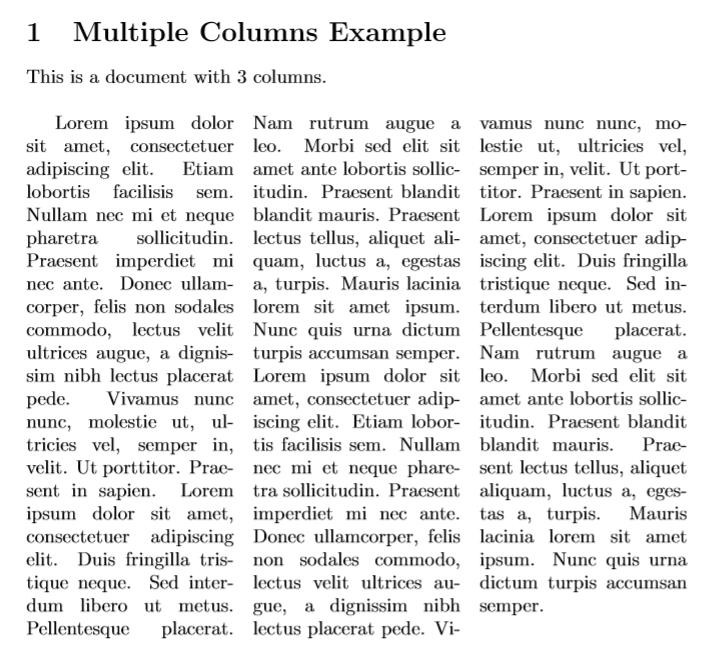 1 Multiple Columns Example
This is a document with 3 columns.
Lorem ipsum dolor
sit amet, consectetuer
adipiscing elit. Etiam
lobortis facilisis sem.
Nullam nec mi et neque
pharetra sollicitudin.
Praesent imperdiet mi
nec ante. Donec ullam-
corper, felis non sodales
commodo, lectus velit
ultrices augue, a dignis-
sim nibh lectus placerat
pede. Vivamus nunc
nunc, molestie ut, ul-
tricies vel, semper in,
velit. Ut porttitor. Prae-
sent in sapien. Lorem
ipsum dolor sit amet,
consectetuer adipiscing
elit. Duis fringilla tris-
tique neque. Sed inter-
dum libero ut metus.
Pellentesque placerat.
Nam rutrum augue a
leo. Morbi sed elit sit
amet ante lobortis sollic-
itudin. Praesent blandit
blandit mauris. Praesent
lectus tellus, aliquet ali-
quam, luctus a, egestas
a, turpis. Mauris lacinia
lorem sit amet ipsum.
Nunc quis urna dictum
turpis accumsan semper.
Lorem ipsum dolor sit
amet, consectetuer adip-
iscing elit. Etiam lobor-
tis facilisis sem. Nullam
nec mi et neque phare-
tra sollicitudin. Praesent
imperdiet mi nec ante.
Donec ullamcorper, felis
non sodales commodo,
lectus velit ultrices au-
gue, a dignissim nibh
lectus placerat pede. Vi-
vamus nunc nunc, mo-
lestie ut, ultricies vel,
semper in, velit. Ut port-
titor. Praesent in sapien.
Lorem ipsum dolor sit
amet, consectetuer adip-
iscing elit. Duis fringilla
tristique neque. Sed in-
terdum libero ut metus.
Pellentesque placerat.
Nam rutrum augue a
leo. Morbi sed elit sit
amet ante lobortis sollic-
itudin. Praesent blandit
blandit mauris. Prae-
sent lectus tellus, aliquet
aliquam, luctus a, eges-
tas a, turpis. Mauris
lacinia lorem sit amet
ipsum. Nunc quis urna
dictum turpis accumsan
semper.